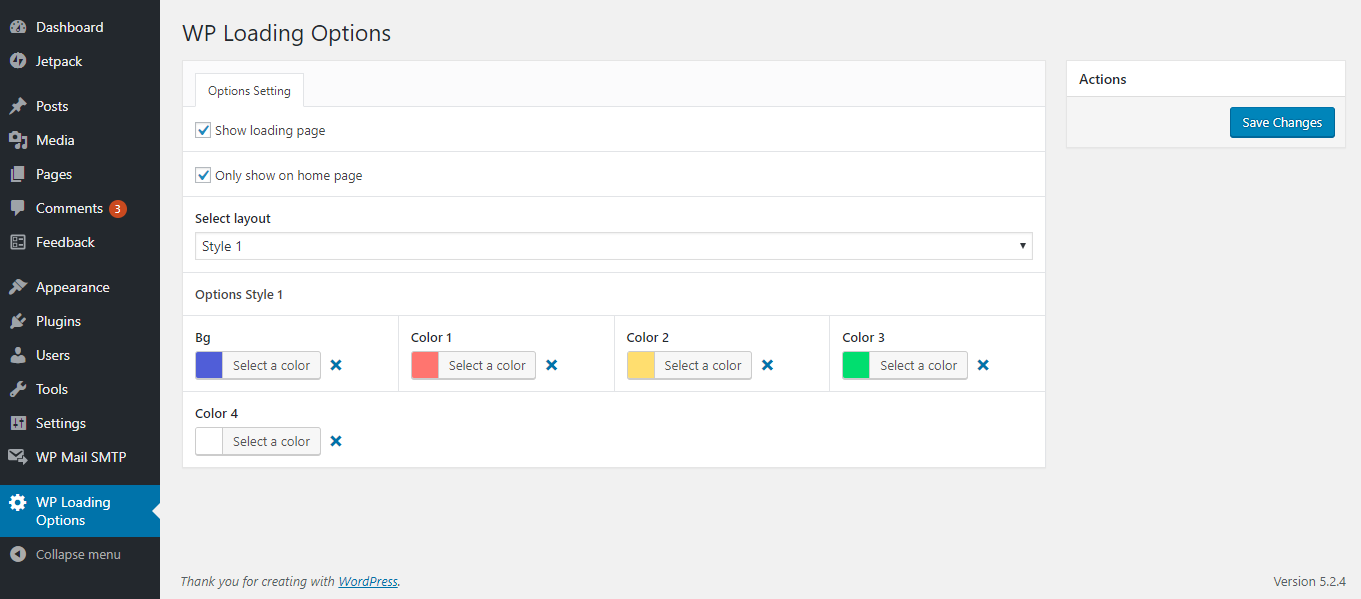 Dashboard
Jetpack
Posts
Media
Pages
Comments 3
Feedback
Appearance
Plugins
Users
Tools
Settings
WP Mail SMTP
WP Loading
Options
Collapse menu
WP Loading Options
Options Setting
Show loading page
Only show on home page
Select layout
Style 1
Options Style 1
Bg
Select a color
Color 1
Select a color
Color 2
Select a color
Color 3
Select a color
Color 4
Select a color
Actions
Save Changes
Thank you for creating with WordPress.
Version 5.2.4